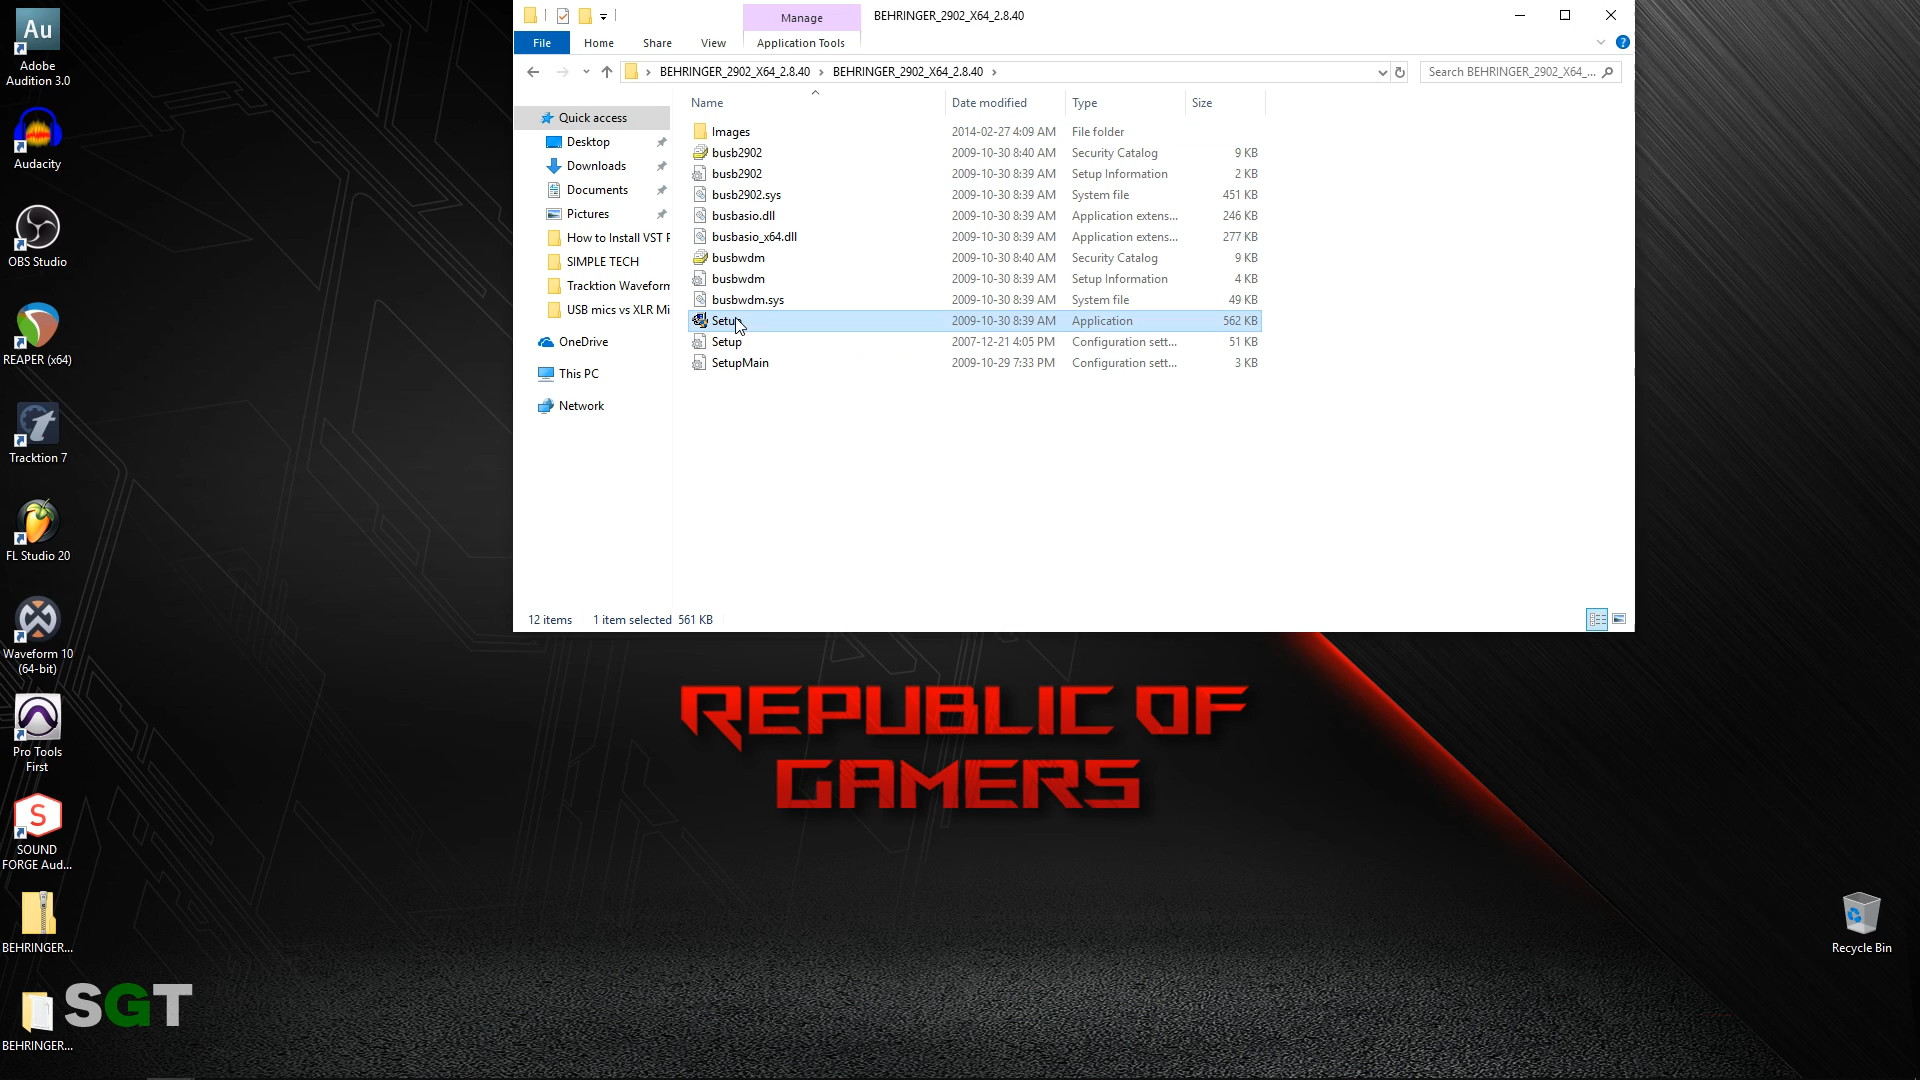 Manage
BEHRINGER_2902_X64_2.8.40
File
Home
Share
View
Application Tools
BEHRINGER_2902_X64_2.8.40 > BEHRINGER_2902_X64_2.8.40 >
Search BEHRINGER_2902_X64_...
Name
Date modified
Type
Size
Quick access
Desktop
Downloads
Documents
Pictures
How to Install VST P
SIMPLE TECH
Tracktion Waveform
USB mics vs XLR Mi
OneDrive
This PC
Network
Images 2014-02-27 4:09 AM File folder
busb2902 2009-10-30 8:40 AM Security Catalog 9 KB
busb2902 2009-10-30 8:39 AM Setup Information 2 KB
busb2902.sys 2009-10-30 8:39 AM System file 451 KB
busbasio.dll 2009-10-30 8:39 AM Application extens... 246 KB
busbasio_x64.dll 2009-10-30 8:39 AM Application extens... 277 KB
busbwdm 2009-10-30 8:40 AM Security Catalog 9 KB
busbwdm 2009-10-30 8:39 AM Setup Information 4 KB
busbwdm.sys 2009-10-30 8:39 AM System file 49 KB
Setup 2009-10-30 8:39 AM Application 562 KB
Setup 2007-12-21 4:05 PM Configuration sett... 51 KB
SetupMain 2009-10-29 7:33 PM Configuration sett... 3 KB
12 items
1 item selected 561 KB
Au
Adobe
Audition 3.0
Audacity
OBS Studio
REAPER (x64)
Tracktion 7
FL Studio 20
Waveform 10
(64-bit)
Pro Tools
First
S
SOUND
FORGE Aud...
BEHRINGER...
SGT
BEHRINGER...
REPUBLIC OF
GAMERS
Recycle Bin